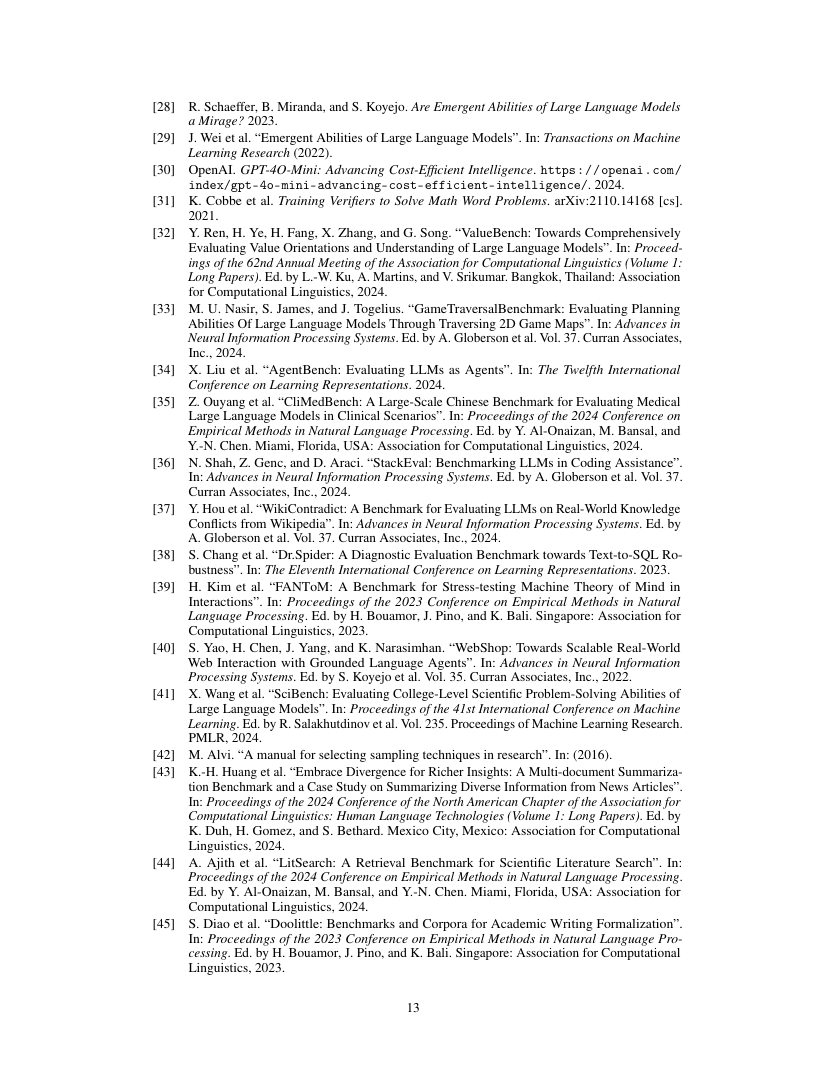 [28] R. Schaeffer, B. Miranda, and S. Koyejo. Are Emergent Abilities of Large Language Models
a Mirage? 2023.
[29] J. Wei et al. “Emergent Abilities of Large Language Models”. In: Transactions on Machine
Learning Research (2022).
[30] OpenAI. GPT-4O-Mini: Advancing Cost-Efficient Intelligence. https://openai.com/
index/gpt-4o-mini-advancing-cost-efficient-intelligence/. 2024.
[31] K. Cobbe et al. Training Verifiers to Solve Math Word Problems. arXiv:2110.14168 [cs].
2021.
[32] Y. Ren, H. Ye, H. Fang, X. Zhang, and G. Song. “ValueBench: Towards Comprehensively
Evaluating Value Orientations and Understanding of Large Language Models”. In: Proceed-
ings of the 62nd Annual Meeting of the Association for Computational Linguistics (Volume 1:
Long Papers). Ed. by L.-W. Ku, A. Martins, and V. Srikumar. Bangkok, Thailand: Association
for Computational Linguistics, 2024.
[33] M. U. Nasir, S. James, and J. Togelius. “GameTraversalBenchmark: Evaluating Planning
Abilities Of Large Language Models Through Traversing 2D Game Maps”. In: Advances in
Neural Information Processing Systems. Ed. by A. Globerson et al. Vol. 37. Curran Associates,
Inc., 2024.
[34] X. Liu et al. “AgentBench: Evaluating LLMs as Agents”. In: The Twelfth International
Conference on Learning Representations. 2024.
[35] Z. Ouyang et al. “CliMedBench: A Large-Scale Chinese Benchmark for Evaluating Medical
Large Language Models in Clinical Scenarios”. In: Proceedings of the 2024 Conference on
Empirical Methods in Natural Language Processing. Ed. by Y. Al-Onaizan, M. Bansal, and
Y.-N. Chen. Miami, Florida, USA: Association for Computational Linguistics, 2024.
[36] N. Shah, Z. Genc, and D. Araci. “StackEval: Benchmarking LLMs in Coding Assistance”.
In: Advances in Neural Information Processing Systems. Ed. by A. Globerson et al. Vol. 37.
Curran Associates, Inc., 2024.
[37] Y. Hou et al. “WikiContradict: A Benchmark for Evaluating LLMs on Real-World Knowledge
Conflicts from Wikipedia”. In: Advances in Neural Information Processing Systems. Ed. by
A. Globerson et al. Vol. 37. Curran Associates, Inc., 2024.
[38] S. Chang et al. “Dr.Spider: A Diagnostic Evaluation Benchmark towards Text-to-SQL Ro-
bustness”. In: The Eleventh International Conference on Learning Representations. 2023.
[39] H. Kim et al. “FANToM: A Benchmark for Stress-testing Machine Theory of Mind in
Interactions”. In: Proceedings of the 2023 Conference on Empirical Methods in Natural
Language Processing. Ed. by H. Bouamor, J. Pino, and K. Bali. Singapore: Association for
Computational Linguistics, 2023.
[40] S. Yao, H. Chen, J. Yang, and K. Narasimhan. “WebShop: Towards Scalable Real-World
Web Interaction with Grounded Language Agents”. In: Advances in Neural Information
Processing Systems. Ed. by S. Koyejo et al. Vol. 35. Curran Associates, Inc., 2022.
[41] X. Wang et al. “SciBench: Evaluating College-Level Scientific Problem-Solving Abilities of
Large Language Models”. In: Proceedings of the 41st International Conference on Machine
Learning. Ed. by R. Salakhutdinov et al. Vol. 235. Proceedings of Machine Learning Research.
PMLR, 2024.
[42] M. Alvi. “A manual for selecting sampling techniques in research”. In: (2016).
[43] K.-H. Huang et al. “Embrace Divergence for Richer Insights: A Multi-document Summariza-
tion Benchmark and a Case Study on Summarizing Diverse Information from News Articles”.
In: Proceedings of the 2024 Conference of the North American Chapter of the Association for
Computational Linguistics: Human Language Technologies (Volume 1: Long Papers). Ed. by
K. Duh, H. Gomez, and S. Bethard. Mexico City, Mexico: Association for Computational
Linguistics, 2024.
[44] A. Ajith et al. “LitSearch: A Retrieval Benchmark for Scientific Literature Search”. In:
Proceedings of the 2024 Conference on Empirical Methods in Natural Language Processing.
Ed. by Y. Al-Onaizan, M. Bansal, and Y.-N. Chen. Miami, Florida, USA: Association for
Computational Linguistics, 2024.
[45] S. Diao et al. “Doolittle: Benchmarks and Corpora for Academic Writing Formalization”.
In: Proceedings of the 2023 Conference on Empirical Methods in Natural Language Pro-
cessing. Ed. by H. Bouamor, J. Pino, and K. Bali. Singapore: Association for Computational
Linguistics, 2023.
13